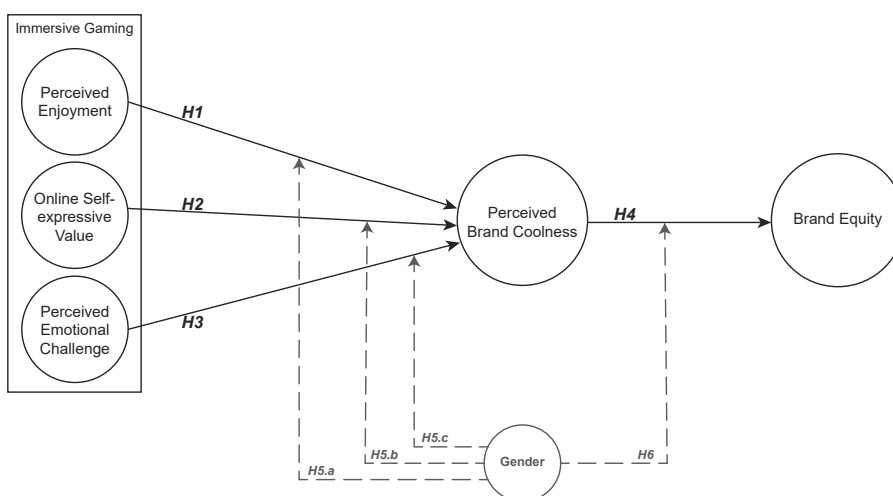 Immersive Gaming
Perceived
Enjoyment
H1
Online Self-
expressive
Value
H2
Perceived
Emotional
Challenge
H3
Perceived
Brand Coolness
H4
Brand Equity
H5.c
H5.b
H5.a
Gender
H6